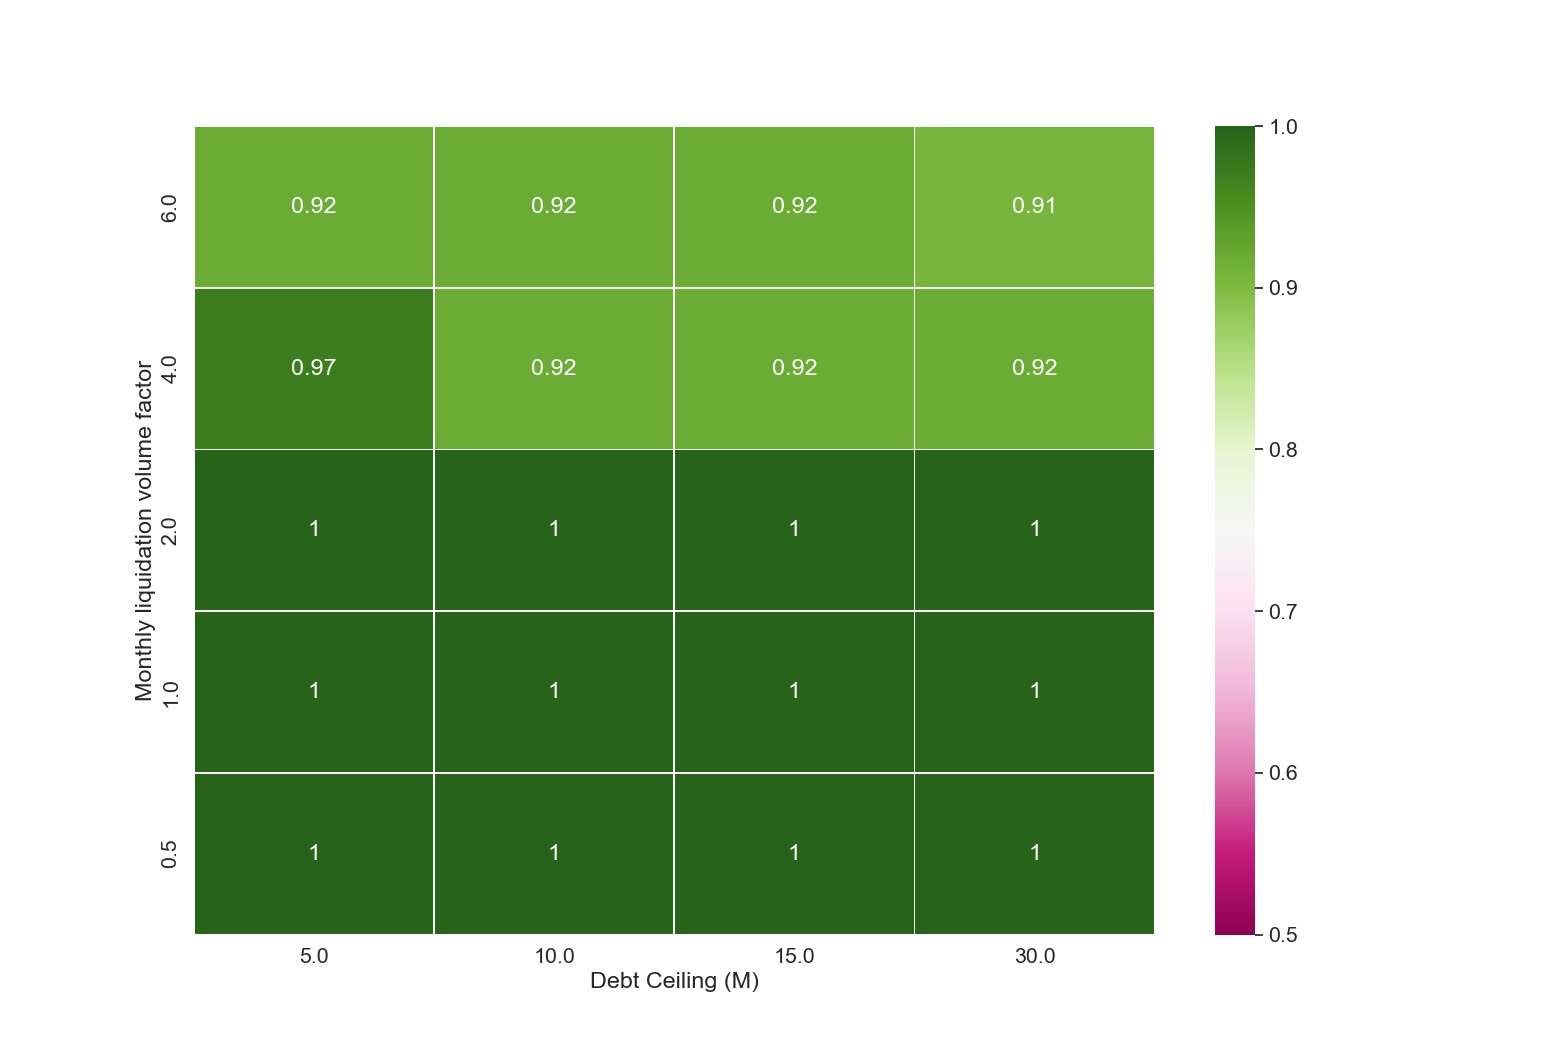 1.0
6.0 0.92 0.92 0.92 0.91
0.9
4.0 0.97 0.92 0.92 0.92
0.8
Monthly liquidation volume factor
2.0 1 1 1 1
0.7
1.0 1 1 1 1
0.6
0.5 1 1 1 1
0.5
5.0 10.0 15.0 30.0
Debt Ceiling (M)